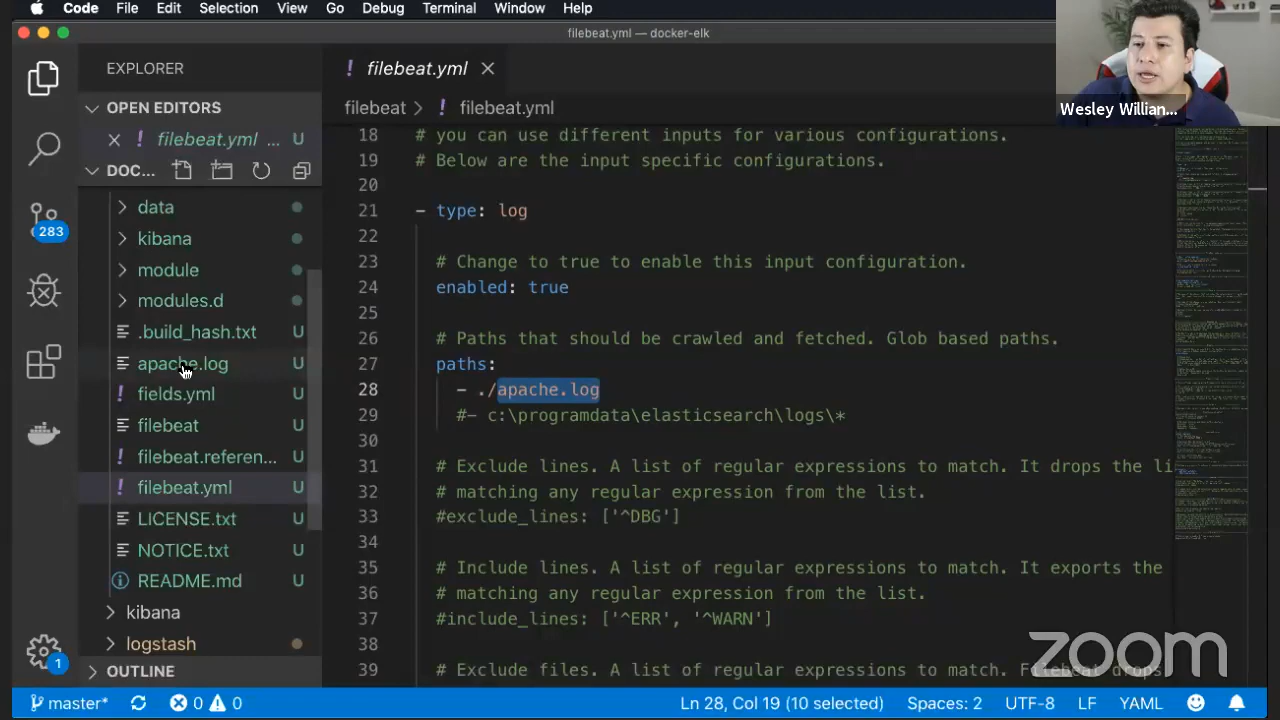 Code File Edit Selection View Go Debug Terminal Window Help
filebeat.yml — docker-elk
EXPLORER
OPEN EDITORS
filebeat.yml ... U
DOC...
data
kibana
module
modules.d
.build_hash.txt U
apache.log U
fields.yml U
filebeat U
filebeat.referen... U
filebeat.yml U
LICENSE.txt U
NOTICE.txt U
README.md U
kibana
logstash
OUTLINE
283
1
filebeat.yml
filebeat > filebeat.yml
18 # you can use different inputs for various configurations.
19 # Below are the input specific configurations.
20
21 - type: log
22
23 # Change to true to enable this input configuration.
24 enabled: true
25
26 # Paths that should be crawled and fetched. Glob based paths.
27 paths:
28 - ./apache.log
29 #- c:\programdata\elasticsearch\logs\*
30
31 # Exclude lines. A list of regular expressions to match. It drops the li
32 # matching any regular expression from the list.
33 #exclude_lines: ['^DBG']
34
35 # Include lines. A list of regular expressions to match. It exports the
36 # matching any regular expression from the list.
37 #include_lines: ['^ERR', '^WARN']
38
39 # Exclude files. A list of regular expressions to match. Filebeat drops
Wesley Willian...
zoom
master* 0 0 Ln 28, Col 19 (10 selected) Spaces: 2 UTF-8 LF YAML